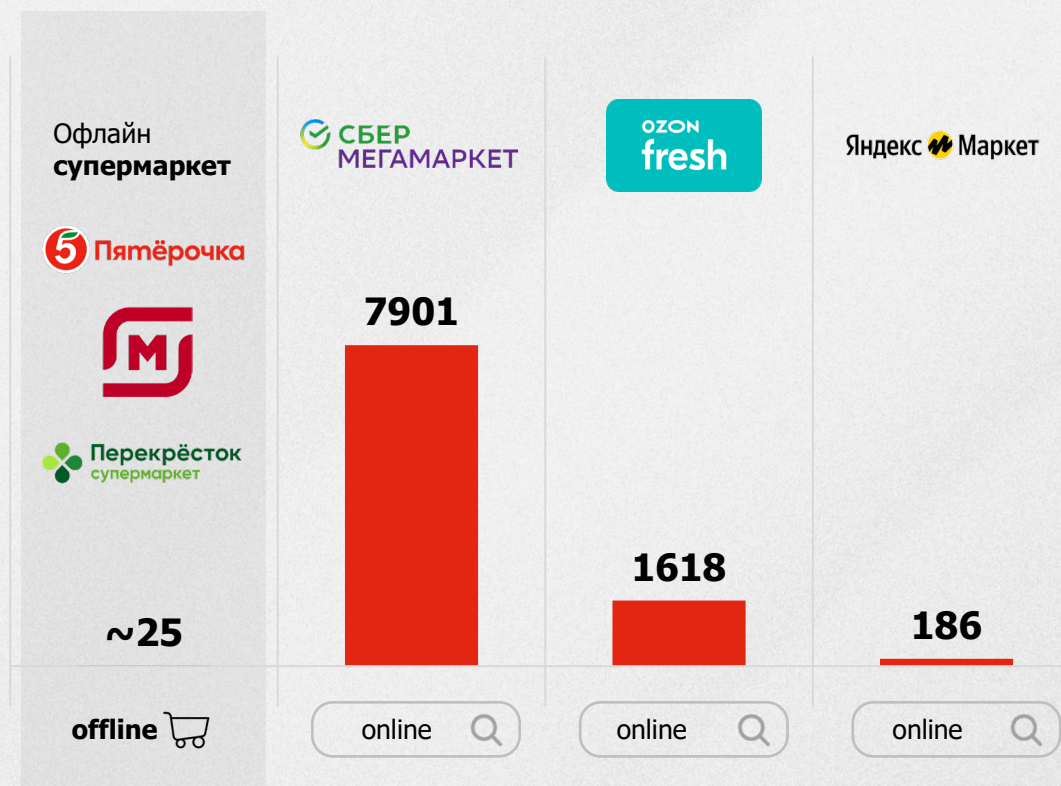 Офлайн
супермаркет
5 Пятёрочка
М
Перекрёсток
супермаркет
~25
offline
СБЕР
МЕГАМАРКЕТ
7901
online
OZON
fresh
1618
online
Яндекс Маркет
186
online